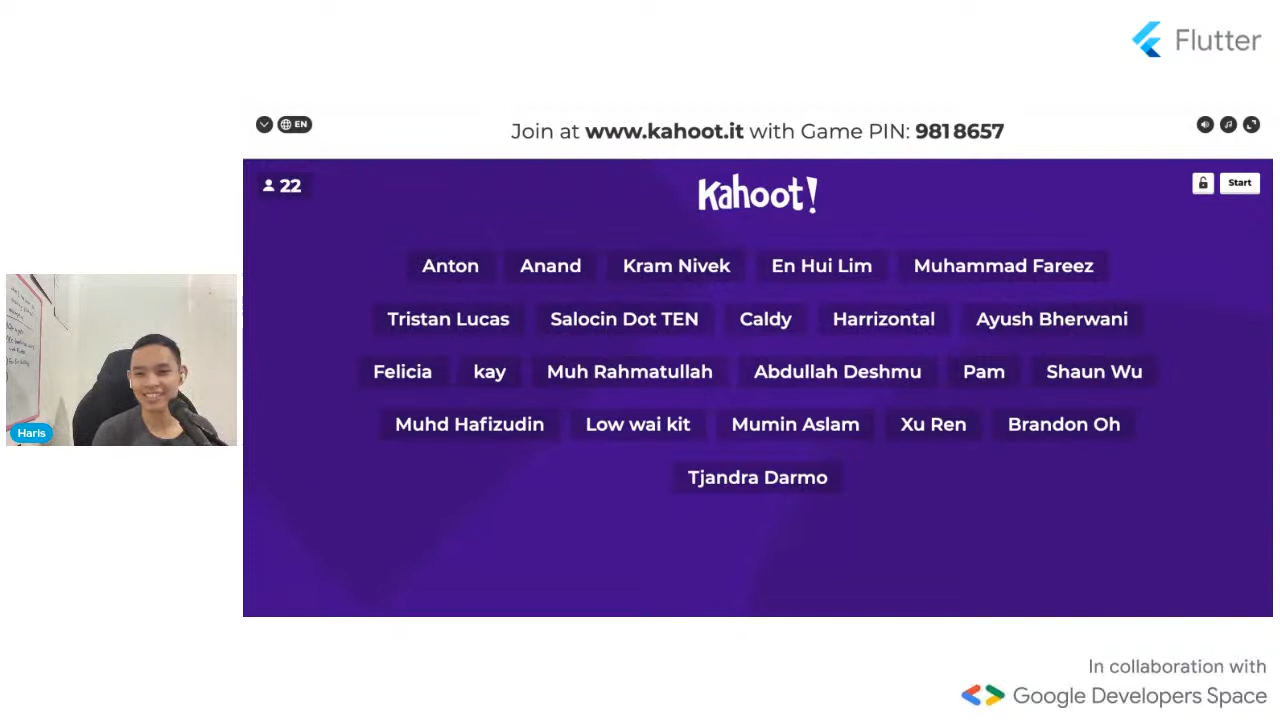 Flutter
EN
Join at www.kahoot.it with Game PIN: 981 8657
22
Kahoot!
Start
Anton Anand Kram Nivek En Hui Lim Muhammad Fareez
Tristan Lucas Salocin Dot TEN Caldy Harrizontal Ayush Bherwani
Felicia kay Muh Rahmatullah Abdullah Deshmu Pam Shaun Wu
Muhd Hafizudin Low wai kit Mumin Aslam Xu Ren Brandon Oh
Tjandra Darmo
Haris
In collaboration with
Google Developers Space